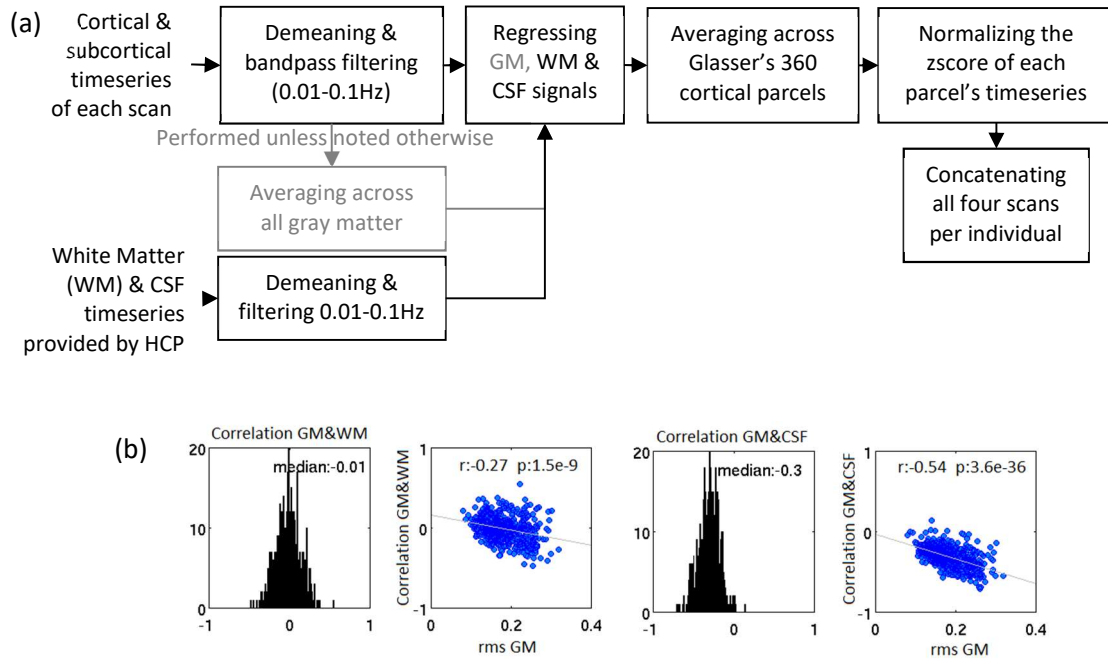 (a)
Cortical &
subcortical
timeseries
of each scan
Demeaning &
bandpass filtering
(0.01-0.1Hz)
Regressing
GM, WM &
CSF signals
Averaging across
Glasser's 360
cortical parcels
Normalizing the
zscore of each
parcel's timeseries
Performed unless noted otherwise
Averaging across
all gray matter
Concatenating
all four scans
per individual
White Matter
(WM) & CSF
timeseries
provided by HCP
Demeaning &
filtering 0.01-0.1Hz
(b)
Correlation GM&WM
median:-0.01
20
10
0
-1 0 1
r:-0.27 p:1.5e-9
Correlation GM&WM
1
0
-1
0 0.2 0.4
rms GM
Correlation GM&CSF
median:-0.3
20
10
0
-1 0 1
r:-0.54 p:3.6e-36
Correlation GM&CSF
1
0
-1
0 0.2 0.4
rms GM